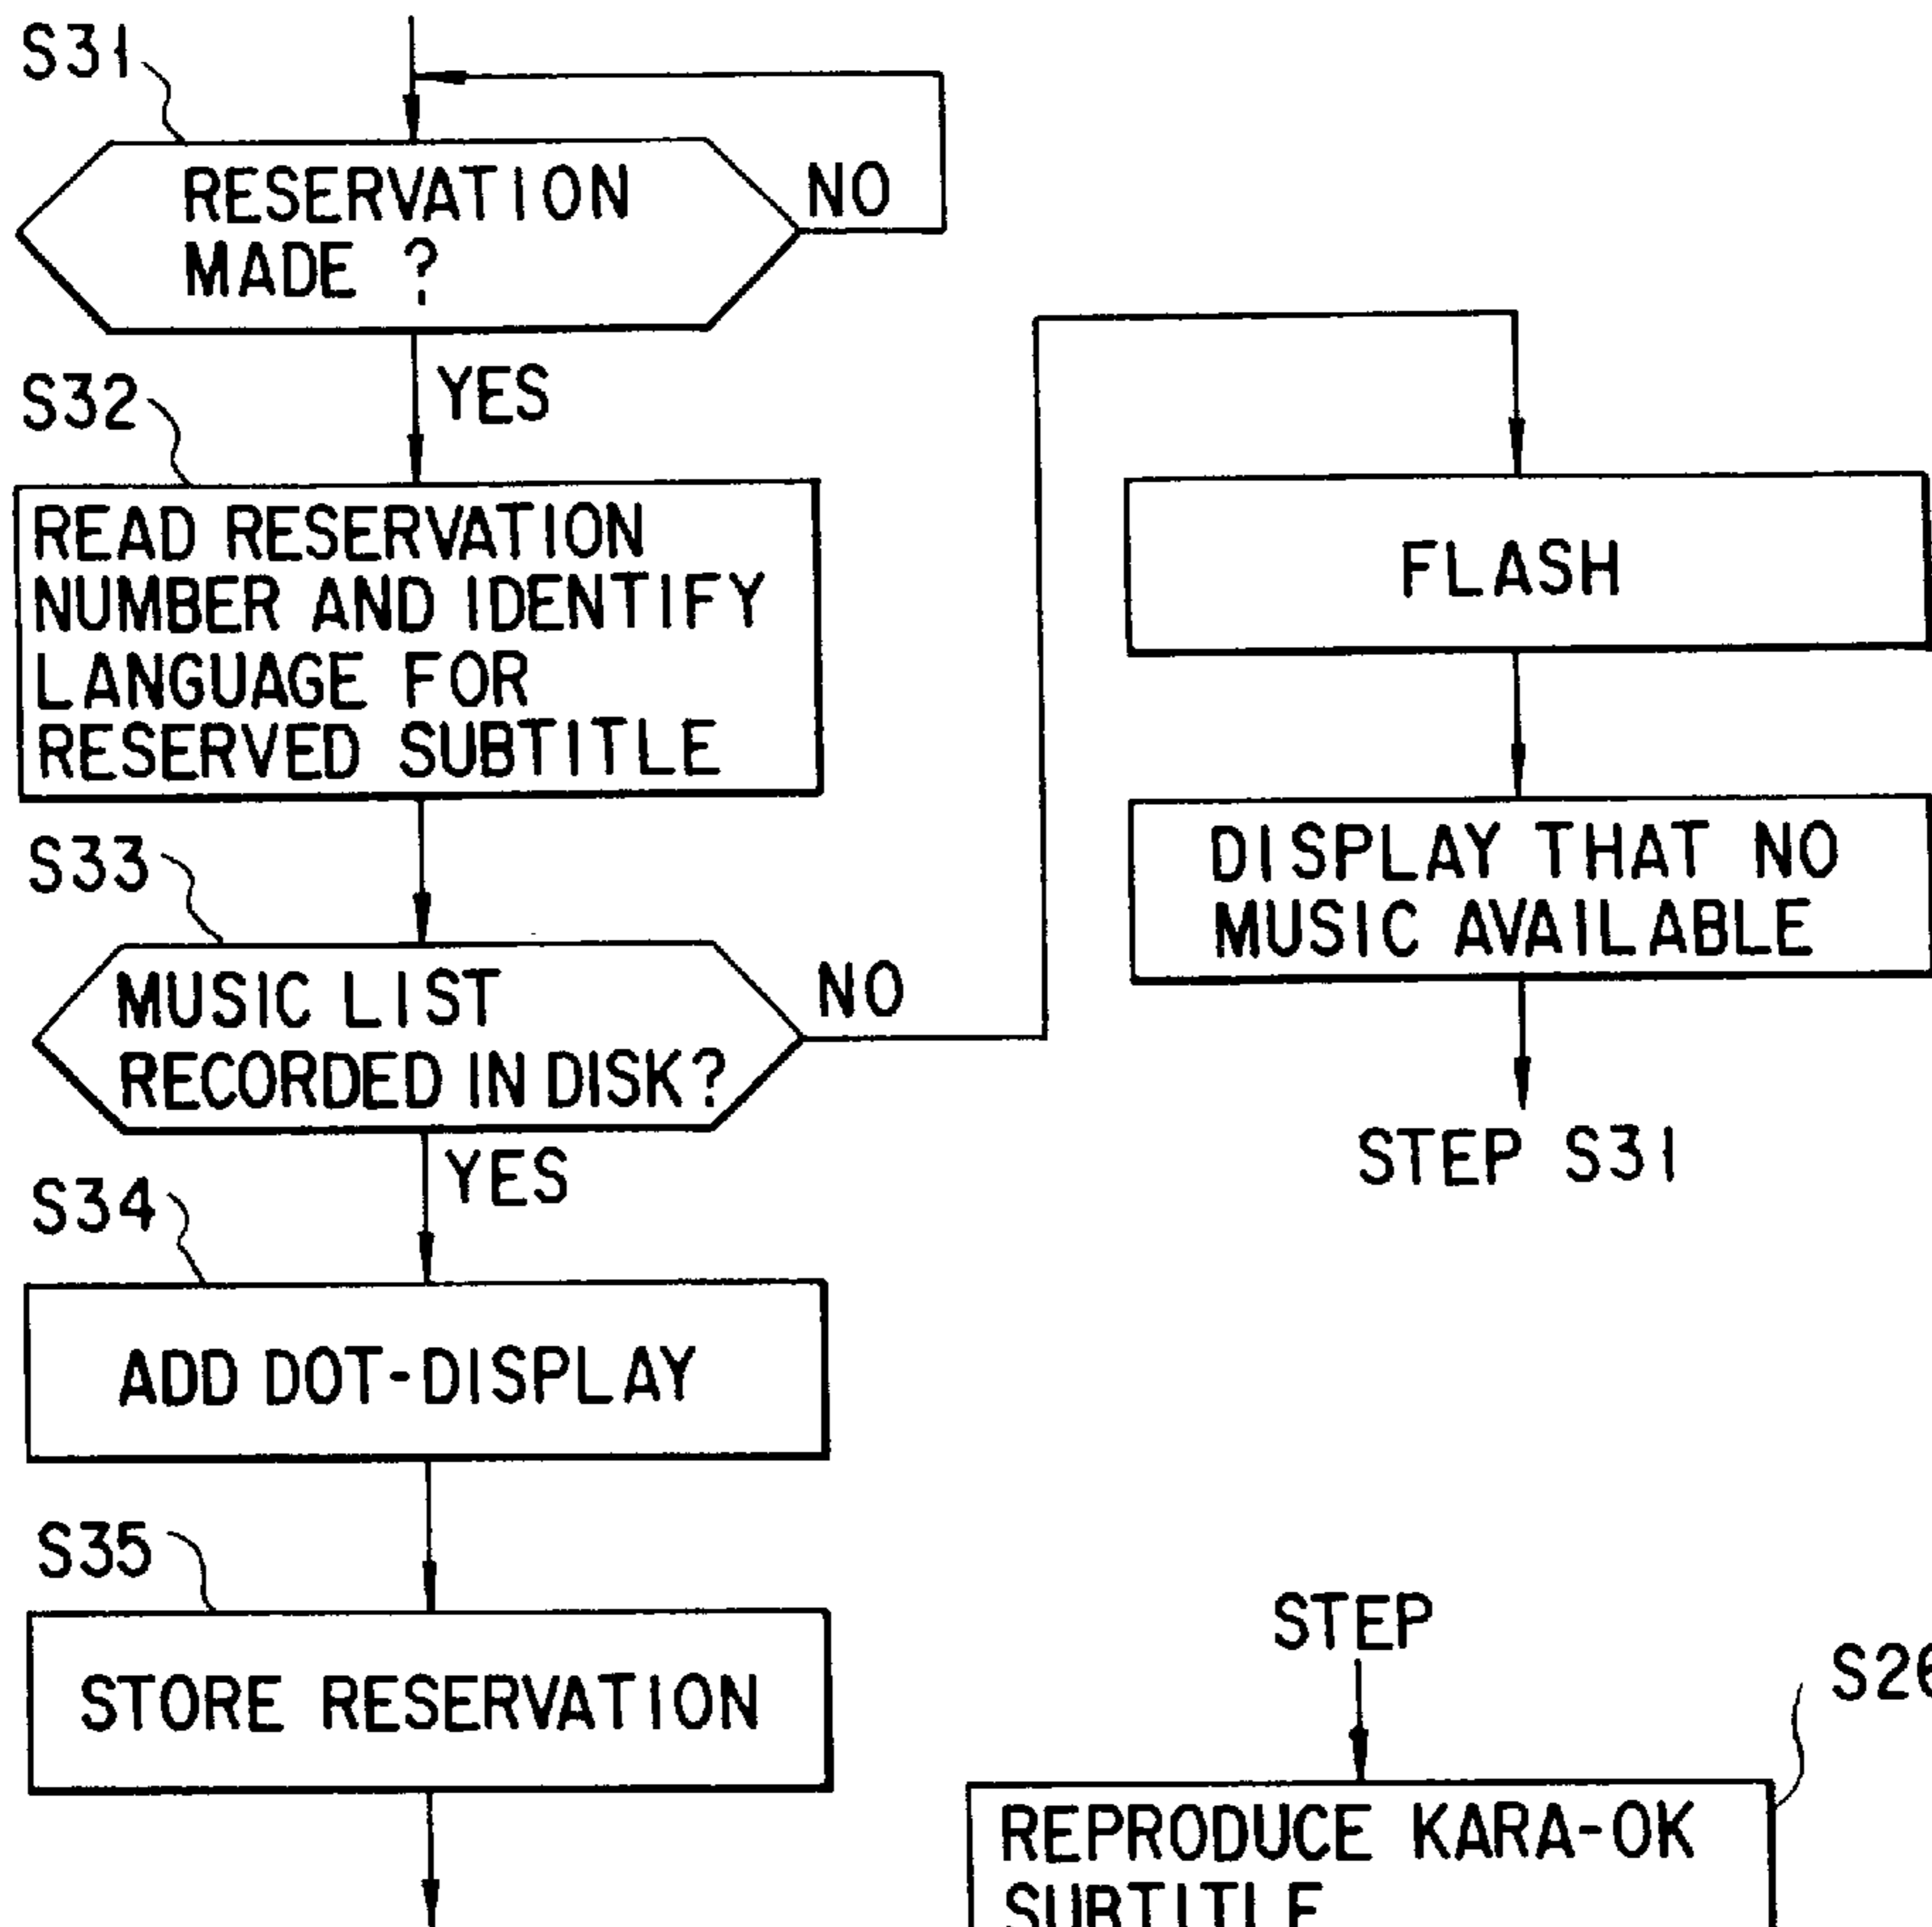 S31
RESERVATION
MADE ?
NO
YES
S32
READ RESERVATION
NUMBER AND IDENTIFY
LANGUAGE FOR
RESERVED SUBTITLE
S33
MUSIC LIST
RECORDED IN DISK?
NO
YES
S34
ADD DOT-DISPLAY
S35
STORE RESERVATION
FLASH
DISPLAY THAT NO
MUSIC AVAILABLE
STEP S31
STEP
S26
REPRODUCE KARA-OK
SUBTITLE